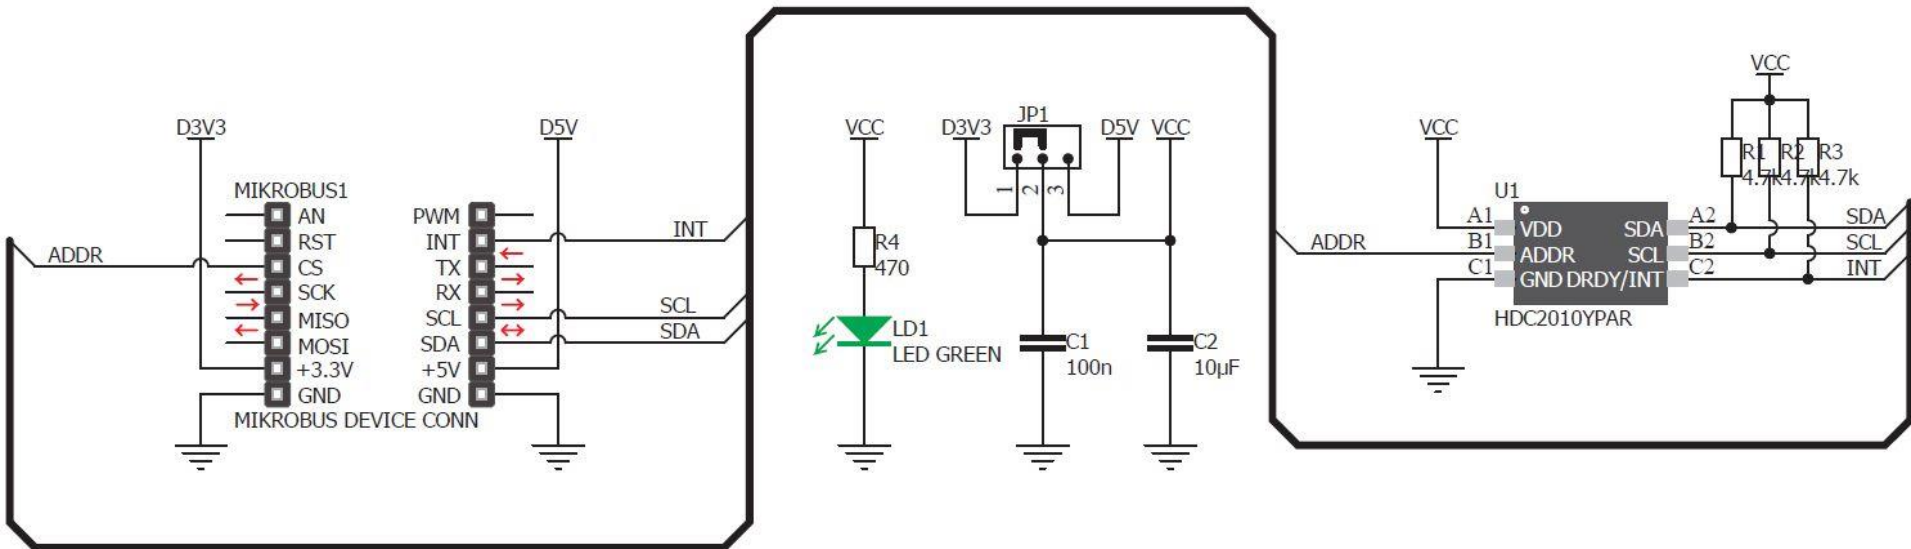 D3V3
D5V
MIKROBUS1
AN
RST
CS
SCK
MISO
MOSI
+3.3V
GND
PWM
INT
TX
RX
SCL
SDA
+5V
GND
MIKROBUS DEVICE CONN
ADDR
INT
SCL
SDA
VCC
R4
470
LD1
LED GREEN
JP1
D3V3
D5V
VCC
1
2
3
C1
100n
C2
10µF
ADDR
VCC
VCC
R1
4.7k
R2
4.7k
R3
4.7k
U1
A1
B1
C1
VDD
ADDR
GND
SDA
SCL
DRDY/INT
A2
B2
C2
SDA
SCL
INT
HDC2010YPAR